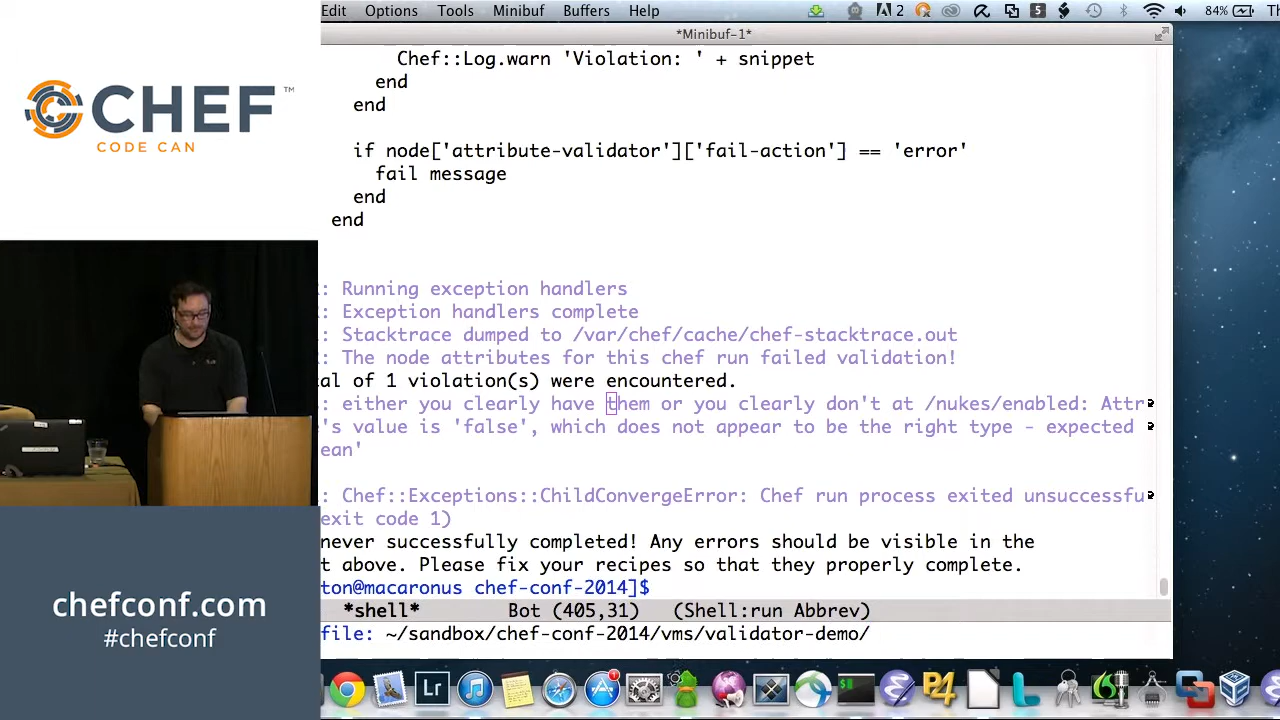 CHEF ™
CODE CAN
chefconf.com
#chefconf
Edit Options Tools Minibuf Buffers Help
2 5 84%
*Minibuf-1*
Chef::Log.warn 'Violation: ' + snippet
end
end
if node['attribute-validator']['fail-action'] == 'error'
fail message
end
end
: Running exception handlers
: Exception handlers complete
: Stacktrace dumped to /var/chef/cache/chef-stacktrace.out
: The node attributes for this chef run failed validation!
al of 1 violation(s) were encountered.
: either you clearly have them or you clearly don't at /nukes/enabled: Attr
e's value is 'false', which does not appear to be the right type - expected
ean'
: Chef::Exceptions::ChildConvergeError: Chef run process exited unsuccessfu
exit code 1)
never successfully completed! Any errors should be visible in the
t above. Please fix your recipes so that they properly complete.
ton@macaronus chef-conf-2014]$
*shell* Bot (405,31) (Shell:run Abbrev)
file: ~/sandbox/chef-conf-2014/vms/validator-demo/